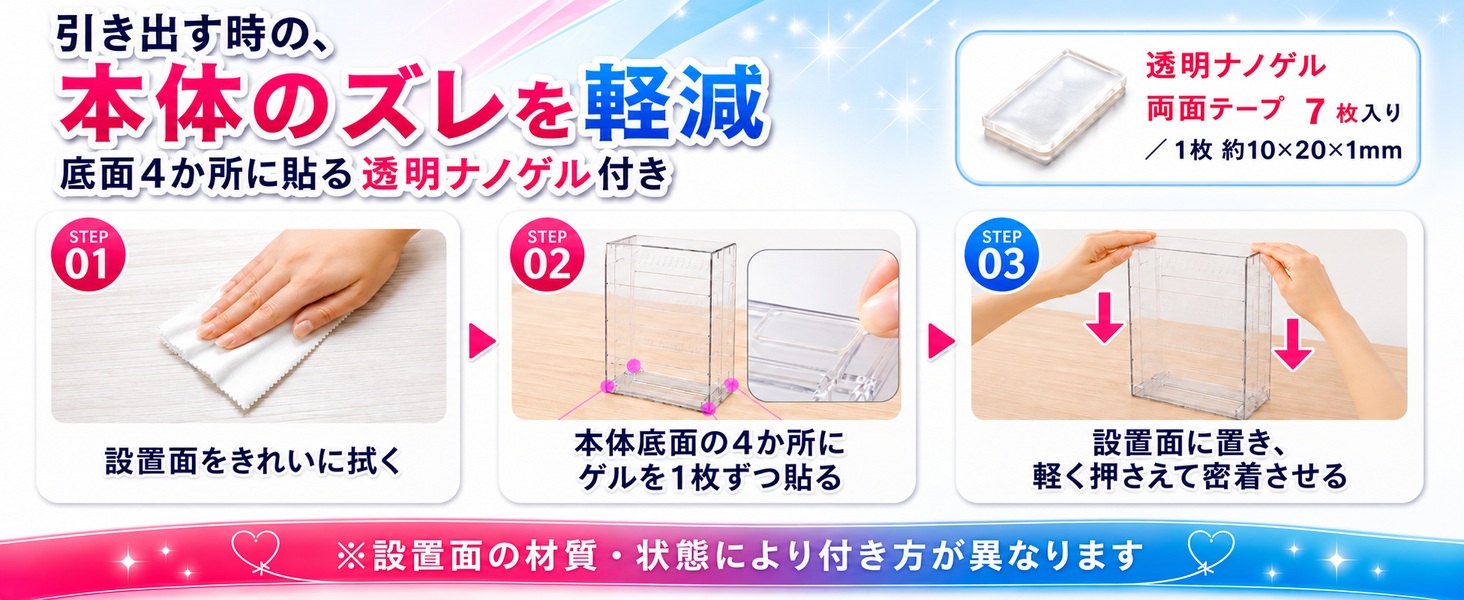 引き出す時の、
本体のズレを軽減
底面4か所に貼る透明ナノゲル付き
透明ナノゲル
両面テープ 7枚入り
/ 1枚 約10×20×1mm
STEP
01
設置面をきれいに拭く
STEP
02
本体底面の4か所に
ゲルを1枚ずつ貼る
STEP
03
設置面に置き、
軽く押さえて密着させる
※設置面の材質・状態により付き方が異なります